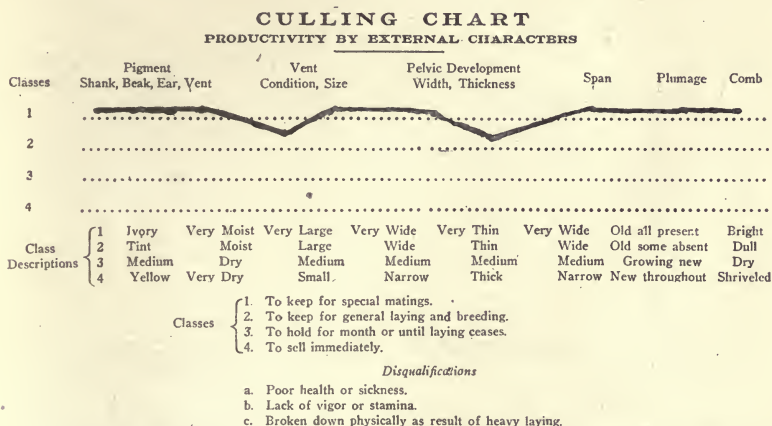 CULLING CHART
PRODUCTIVITY BY EXTERNAL CHARACTERS
Pigment Vent Pelvic Development
Classes Shank, Beak, Ear, Vent Condition, Size Width, Thickness Span Plumage Comb
1
2
3
4
1 Ivory Very Moist Very Large Very Wide Very Thin Very Wide Old all present Bright
Class 2 Tint Moist Large Wide Thin Wide Old some absent Dull
Descriptions 3 Medium Dry Medium Medium Medium Medium Growing new Dry
4 Yellow Very Dry Small Narrow Thick Narrow New throughout Shriveled
1. To keep for special matings.
Classes 2. To keep for general laying and breeding.
3. To hold for month or until laying ceases.
4. To sell immediately.
Disqualifications
a. Poor health or sickness.
b. Lack of vigor or stamina.
c. Broken down physically as result of heavy laying.